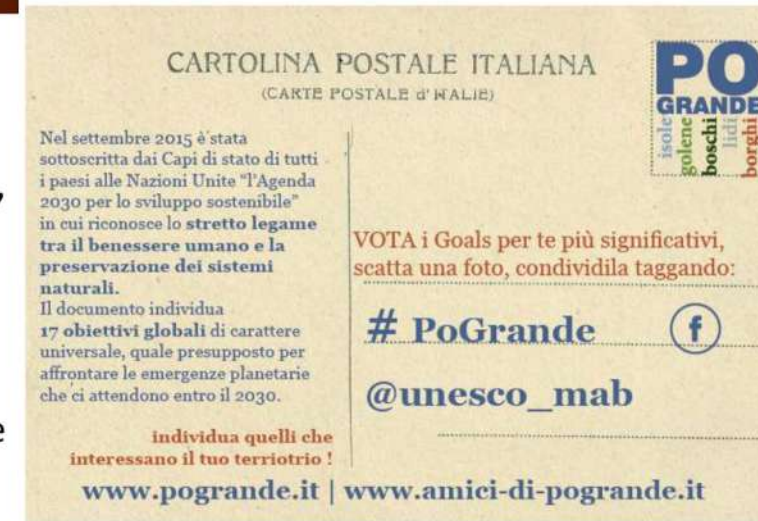 CARTOLINA POSTALE ITALIANA
(CARTE POSTALE d'ITALIE)
PO
GRANDE
isole
golene
boschi
lidi
borghi
Nel settembre 2015 è stata
sottoscritta dai Capi di stato di tutti
i paesi alle Nazioni Unite "l'Agenda
2030 per lo sviluppo sostenibile"
in cui riconosce lo stretto legame
tra il benessere umano e la
preservazione dei sistemi
naturali.
Il documento individua
17 obiettivi globali di carattere
universale, quale presupposto per
affrontare le emergenze planetarie
che ci attendono entro il 2030.
individua quelli che
interessano il tuo terriotrio !
VOTA i Goals per te più significativi,
scatta una foto, condividila taggando:
# PoGrande f
@unesco_mab
www.pogrande.it | www.amici-di-pogrande.it
,
e